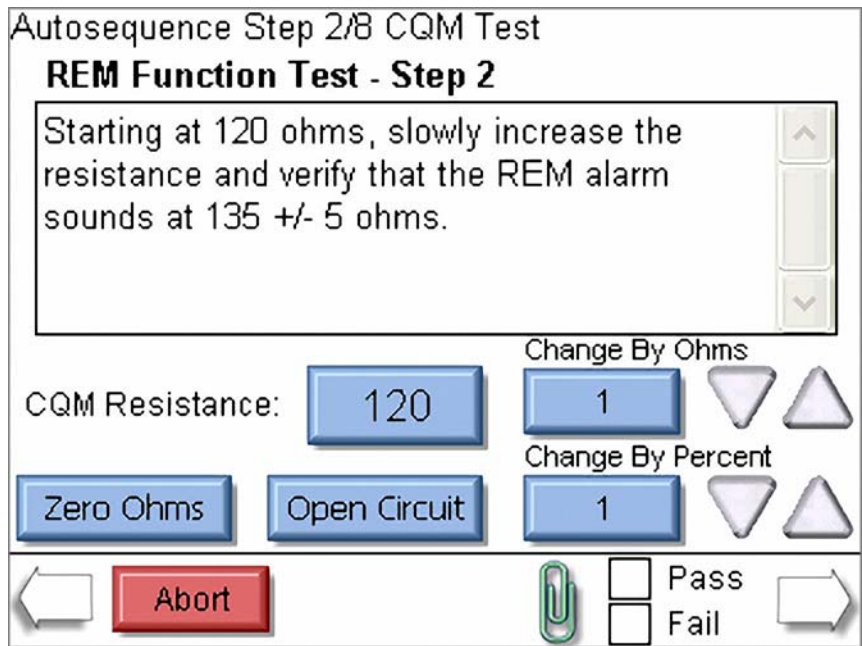 Autosequence Step 2/8 CQM Test
REM Function Test - Step 2
Starting at 120 ohms, slowly increase the
resistance and verify that the REM alarm
sounds at 135 +/- 5 ohms.
Change By Ohms
CQM Resistance: 120 1
Change By Percent
Zero Ohms Open Circuit 1
Abort
Pass
Fail